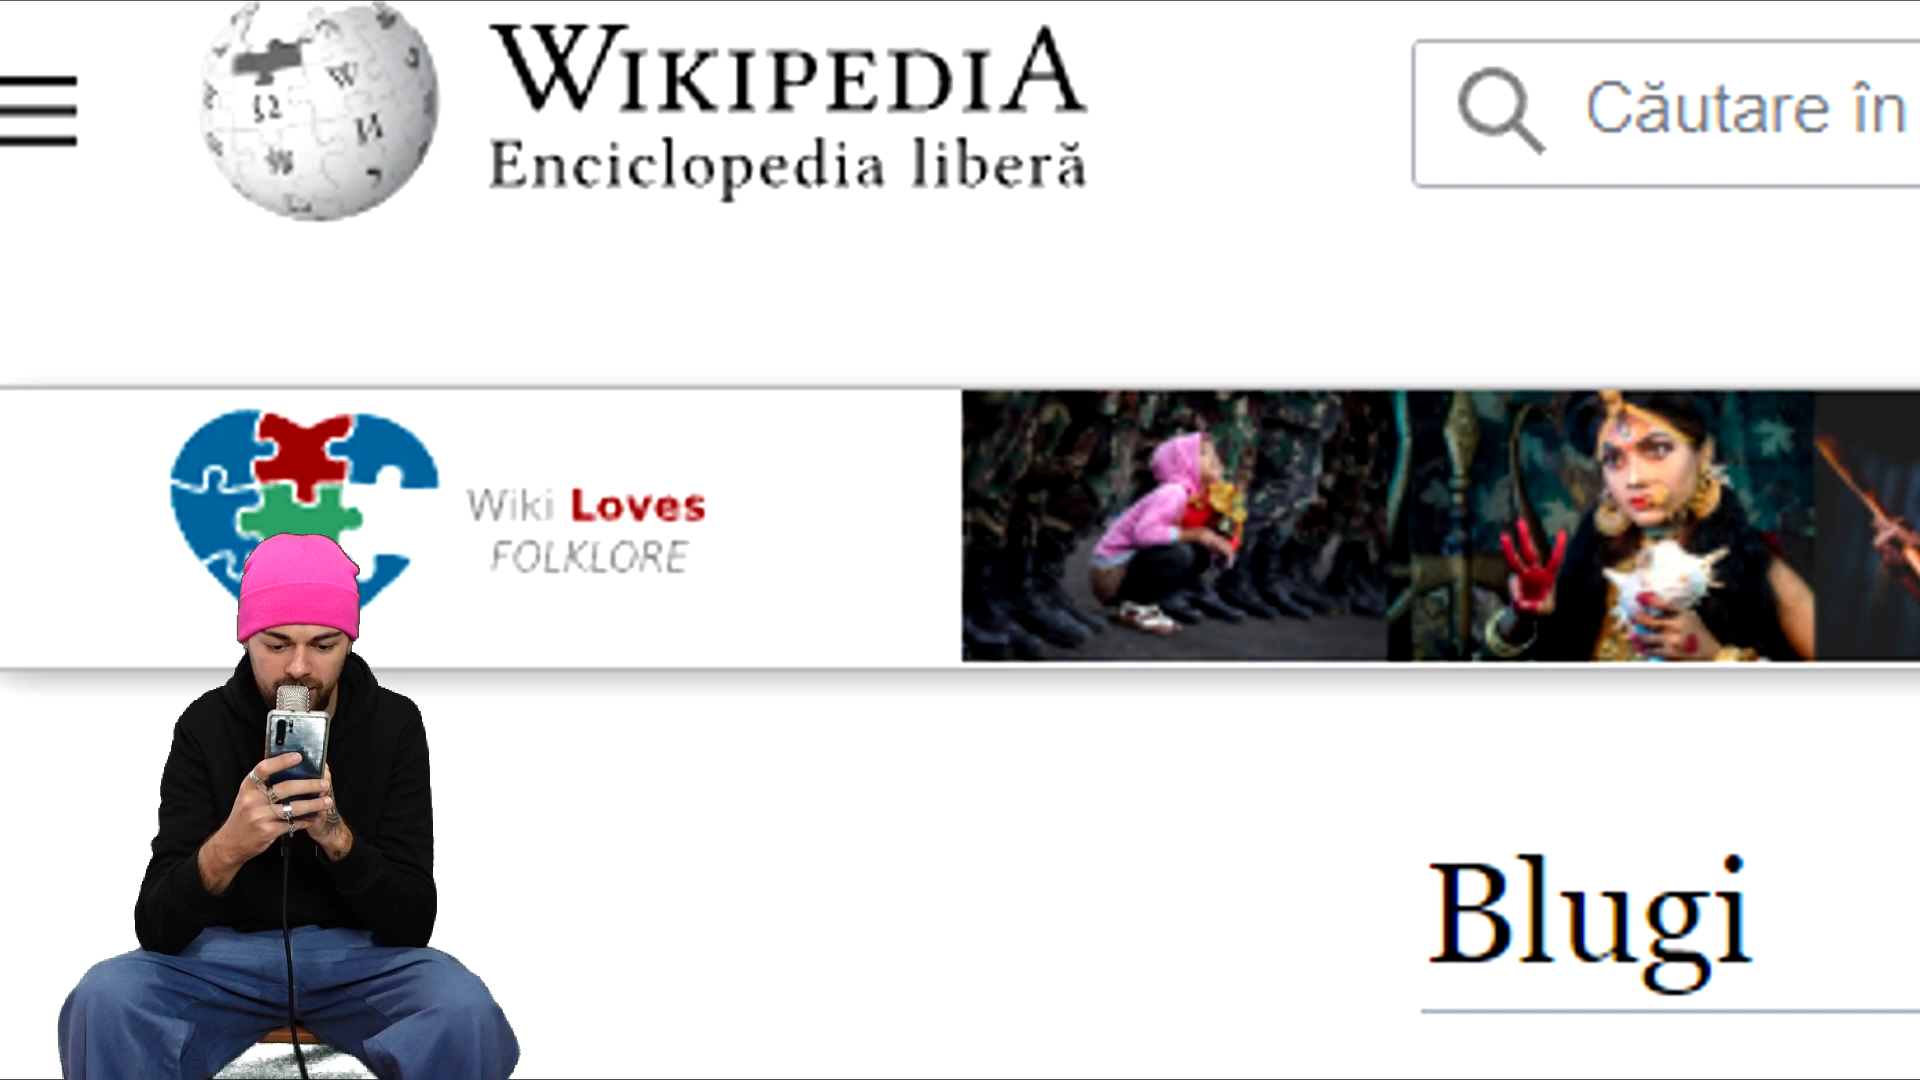 WIKIPEDIA
Enciclopedia liberă
Căutare în
Wiki Loves
FOLKLORE
Blugi